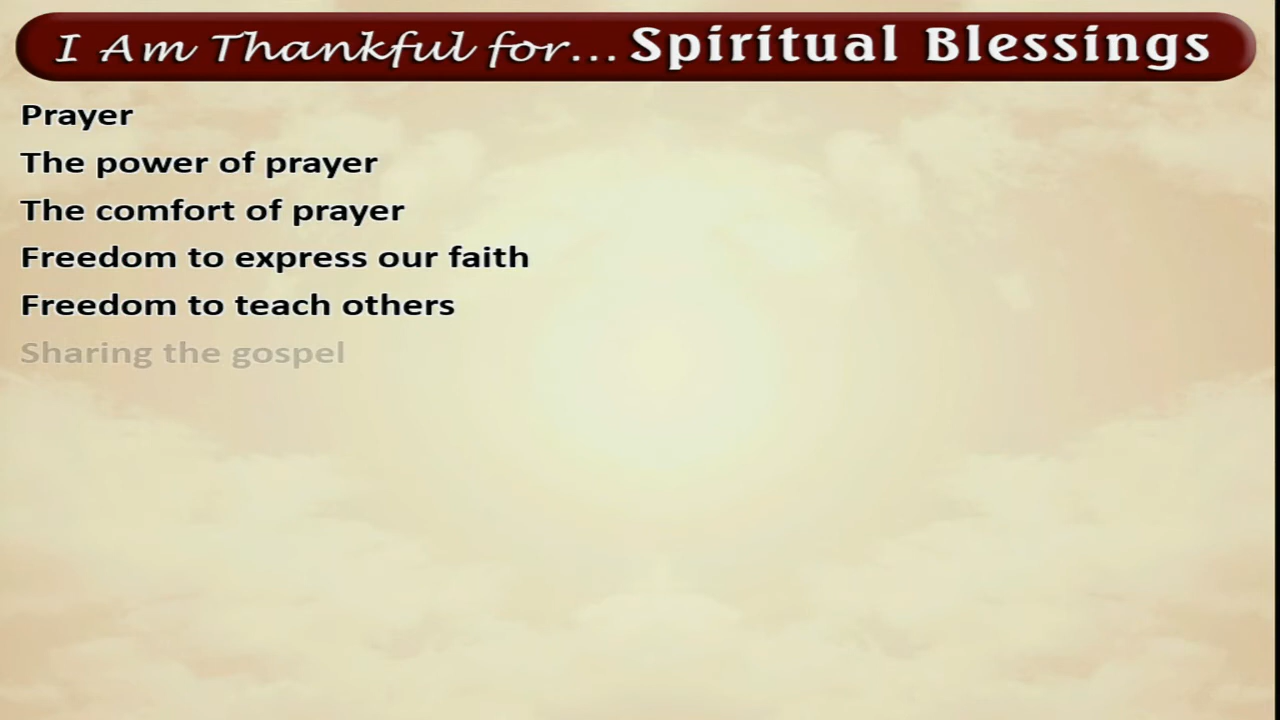 I Am Thankful for... Spiritual Blessings
Prayer
The power of prayer
The comfort of prayer
Freedom to express our faith
Freedom to teach others
Sharing the gospel